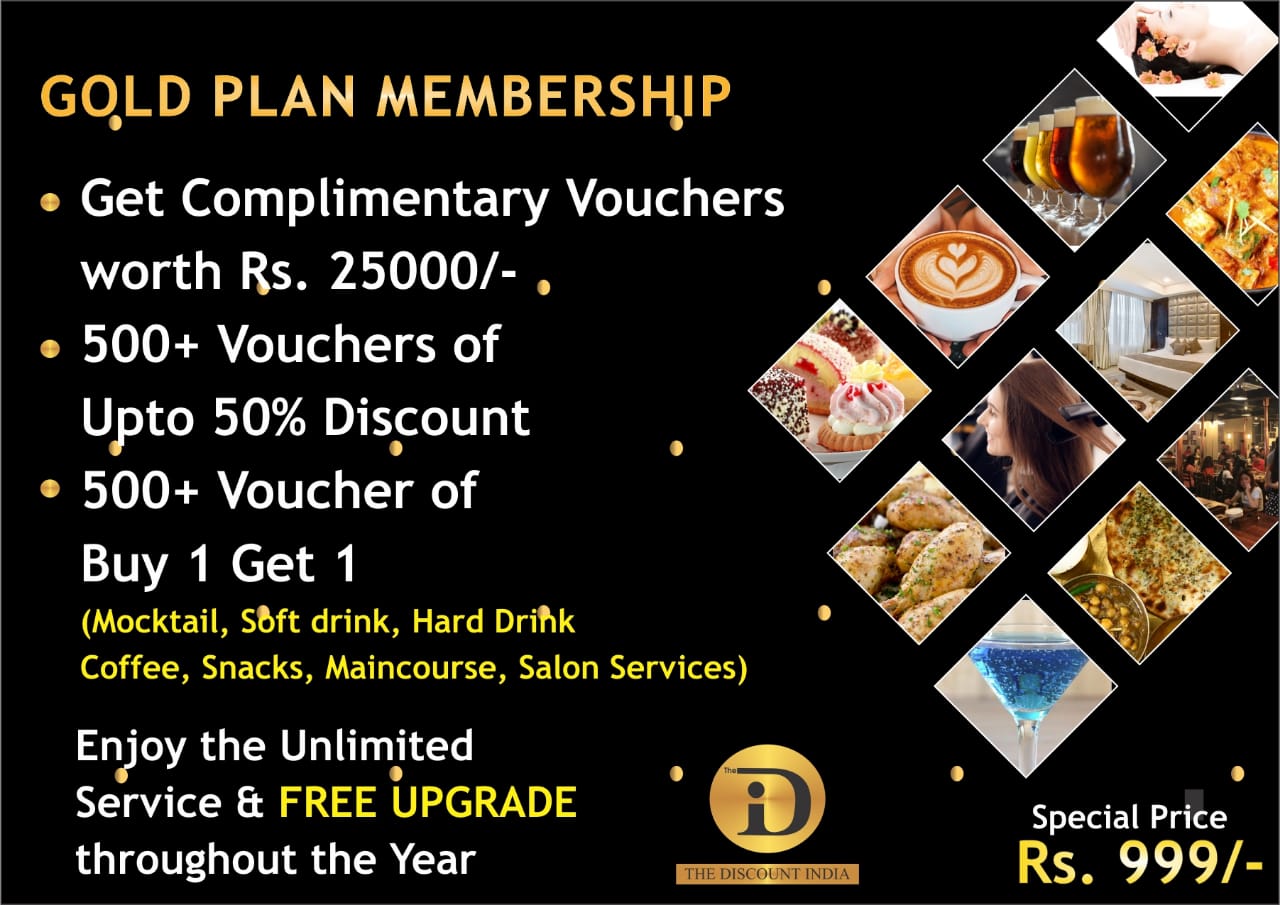 GOLD PLAN MEMBERSHIP
Get Complimentary Vouchers
worth Rs. 25000/-
500+ Vouchers of
Upto 50% Discount
500+ Voucher of
Buy 1 Get 1
(Mocktail, Soft drink, Hard Drink
Coffee, Snacks, Maincourse, Salon Services)
Enjoy the Unlimited
Service & FREE UPGRADE
throughout the Year
The
iD
THE DISCOUNT INDIA
Special Price
Rs. 999/-